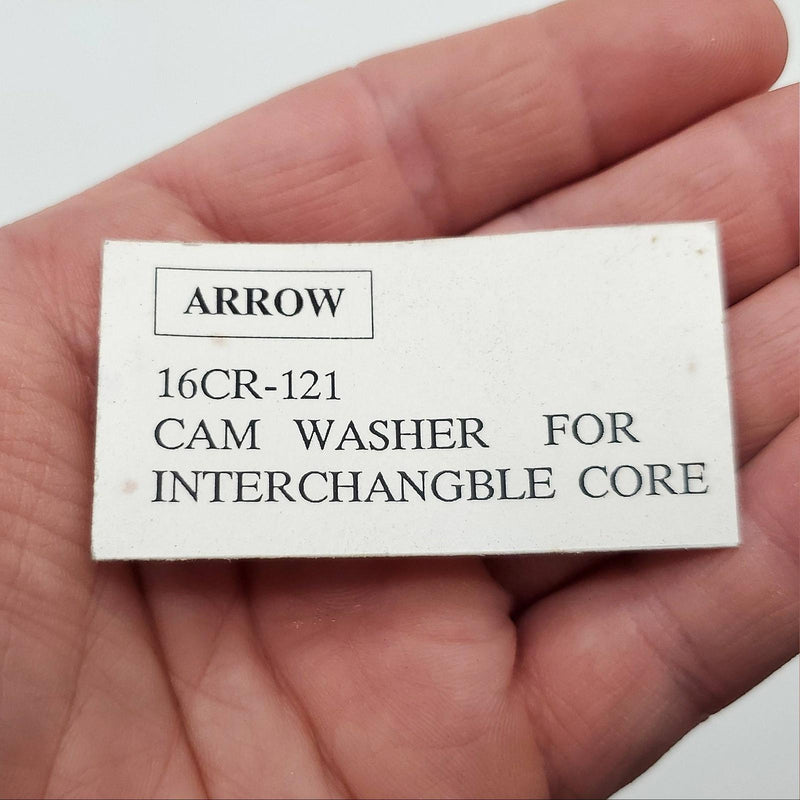 ARROW
16CR-121
CAM WASHER FOR
INTERCHANGBLE CORE